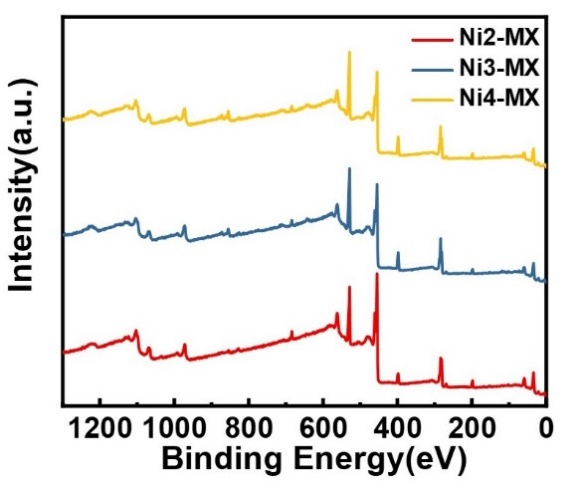 Ni2-MX
Ni3-MX
Ni4-MX
Intensity(a.u.)
1200 1000 800 600 400 200 0
Binding Energy(eV)